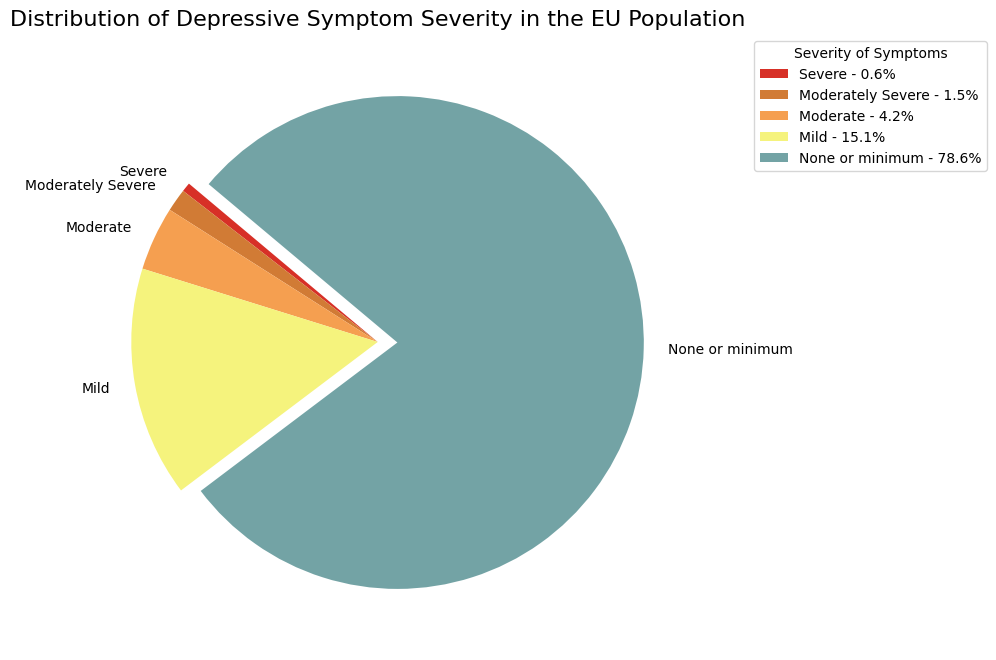 Distribution of Depressive Symptom Severity in the EU Population
Severity of Symptoms
Severe - 0.6%
Moderately Severe - 1.5%
Moderate - 4.2%
Mild - 15.1%
None or minimum - 78.6%
Severe
Moderately Severe
Moderate
Mild
None or minimum